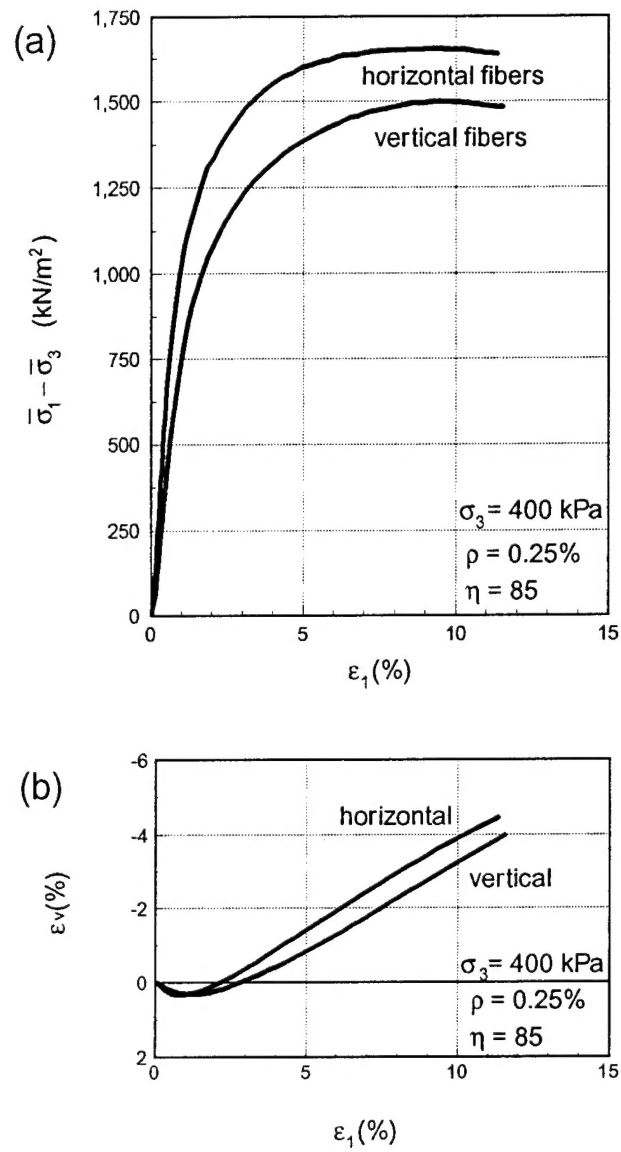 (a)
1,750
1,500
1,250
1,000
750
500
250
0
σ̅₁ – σ̅₃ (kN/m²)
horizontal fibers
vertical fibers
σ₃ = 400 kPa
ρ = 0.25%
η = 85
0 5 10 15
ε₁(%)
(b)
-6
-4
-2
0
2
εᵥ(%)
horizontal
vertical
σ₃ = 400 kPa
ρ = 0.25%
η = 85
0 5 10 15
ε₁(%)